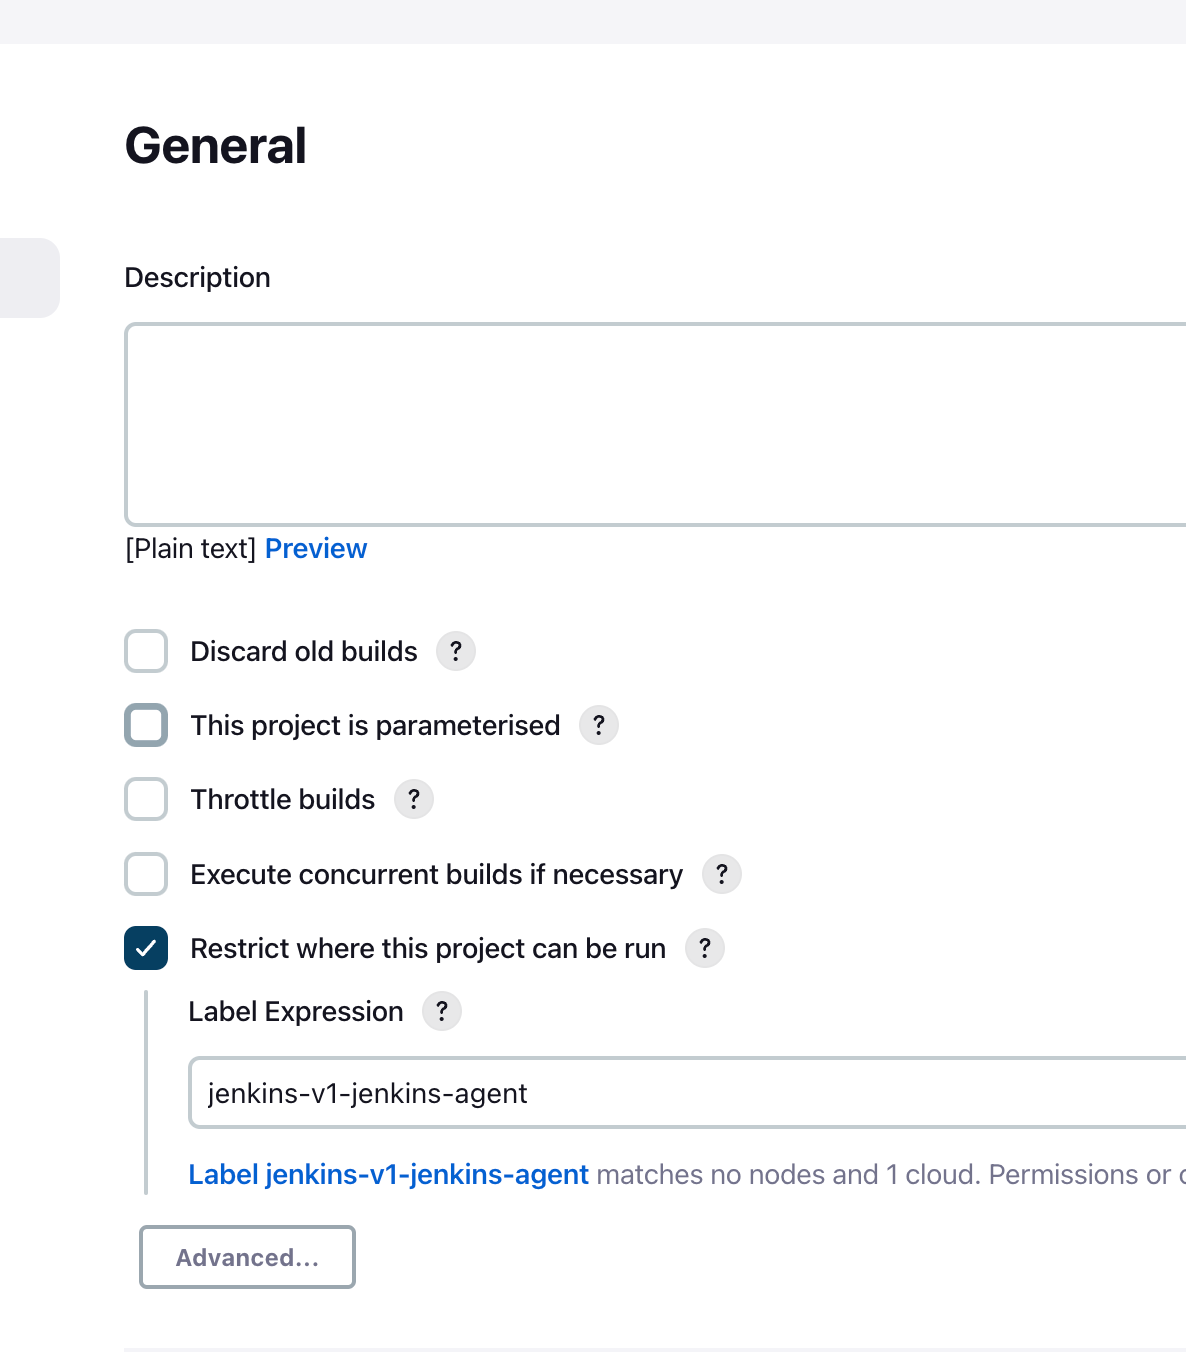 General
Description
[Plain text] Preview
Discard old builds ?
This project is parameterised ?
Throttle builds ?
Execute concurrent builds if necessary ?
Restrict where this project can be run ?
Label Expression ?
jenkins-v1-jenkins-agent
Label jenkins-v1-jenkins-agent matches no nodes and 1 cloud. Permissions or
Advanced...